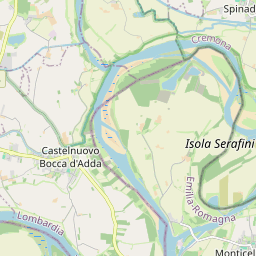 Spinad
Cremona
Isola Serafini
Castelnuovo
Bocca d'Adda
Emilia-Romagna
Lombardia
Monticel